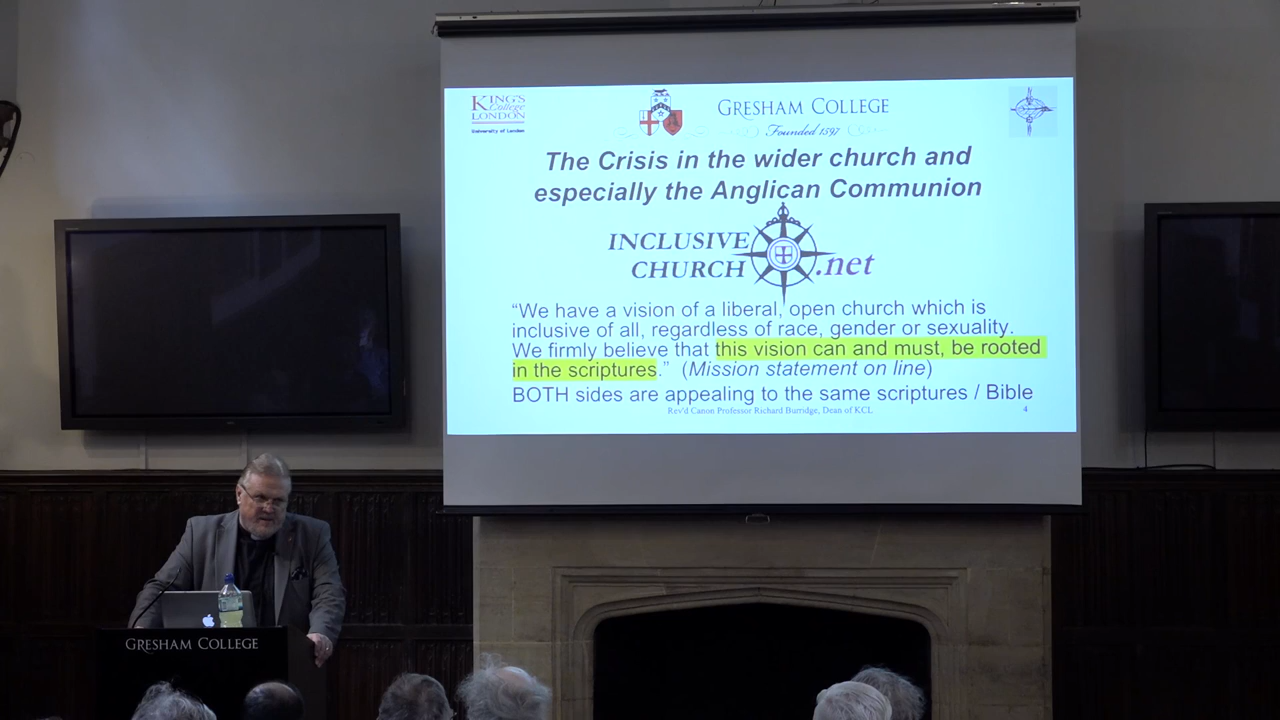 KING'S
College
LONDON
University of London
GRESHAM COLLEGE
Founded 1597
The Crisis in the wider church and
especially the Anglican Communion
INCLUSIVE
CHURCH .net
“We have a vision of a liberal, open church which is
inclusive of all, regardless of race, gender or sexuality.
We firmly believe that this vision can and must, be rooted
in the scriptures.” (Mission statement on line)
BOTH sides are appealing to the same scriptures / Bible
Rev'd Canon Professor Richard Burridge, Dean of KCL 4
GRESHAM COLLEGE